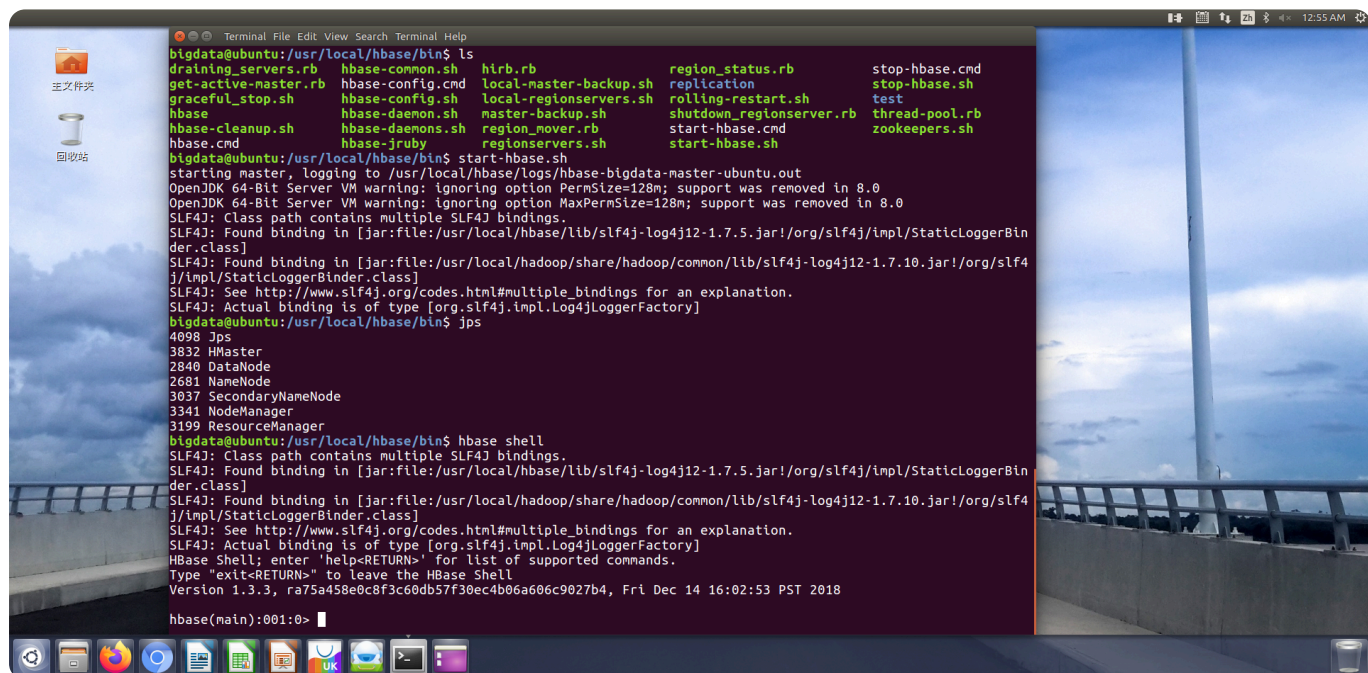 Zh
12:55 AM
Terminal File Edit View Search Terminal Help
主文件夹
回收站
bigdata@ubuntu:/usr/local/hbase/bin$ ls
draining_servers.rb hbase-common.sh hirb.rb region_status.rb stop-hbase.cmd
get-active-master.rb hbase-config.cmd local-master-backup.sh replication stop-hbase.sh
graceful_stop.sh hbase-config.sh local-regionservers.sh rolling-restart.sh test
hbase hbase-daemon.sh master-backup.sh shutdown_regionserver.rb thread-pool.rb
hbase-cleanup.sh hbase-daemons.sh region_mover.rb start-hbase.cmd zookeepers.sh
hbase.cmd hbase-jruby regionservers.sh start-hbase.sh
bigdata@ubuntu:/usr/local/hbase/bin$ start-hbase.sh
starting master, logging to /usr/local/hbase/logs/hbase-bigdata-master-ubuntu.out
OpenJDK 64-Bit Server VM warning: ignoring option PermSize=128m; support was removed in 8.0
OpenJDK 64-Bit Server VM warning: ignoring option MaxPermSize=128m; support was removed in 8.0
SLF4J: Class path contains multiple SLF4J bindings.
SLF4J: Found binding in [jar:file:/usr/local/hbase/lib/slf4j-log4j12-1.7.5.jar!/org/slf4j/impl/StaticLoggerBin
der.class]
SLF4J: Found binding in [jar:file:/usr/local/hadoop/share/hadoop/common/lib/slf4j-log4j12-1.7.10.jar!/org/slf4
j/impl/StaticLoggerBinder.class]
SLF4J: See http://www.slf4j.org/codes.html#multiple_bindings for an explanation.
SLF4J: Actual binding is of type [org.slf4j.impl.Log4jLoggerFactory]
bigdata@ubuntu:/usr/local/hbase/bin$ jps
4098 Jps
3832 HMaster
2840 DataNode
2681 NameNode
3037 SecondaryNameNode
3341 NodeManager
3199 ResourceManager
bigdata@ubuntu:/usr/local/hbase/bin$ hbase shell
SLF4J: Class path contains multiple SLF4J bindings.
SLF4J: Found binding in [jar:file:/usr/local/hbase/lib/slf4j-log4j12-1.7.5.jar!/org/slf4j/impl/StaticLoggerBin
der.class]
SLF4J: Found binding in [jar:file:/usr/local/hadoop/share/hadoop/common/lib/slf4j-log4j12-1.7.10.jar!/org/slf4
j/impl/StaticLoggerBinder.class]
SLF4J: See http://www.slf4j.org/codes.html#multiple_bindings for an explanation.
SLF4J: Actual binding is of type [org.slf4j.impl.Log4jLoggerFactory]
HBase Shell; enter 'help<RETURN>' for list of supported commands.
Type "exit<RETURN>" to leave the HBase Shell
Version 1.3.3, ra75a458e0c8f3c60db57f30ec4b06a606c9027b4, Fri Dec 14 16:02:53 PST 2018
hbase(main):001:0>
UK